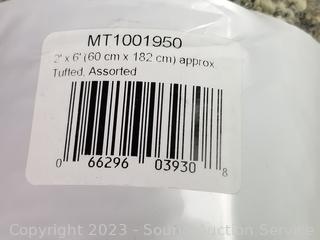 MT1001950
2' x 6' (60 cm x 182 cm) approx
Tufted, Assorted
0 66296 03930 8
Copyright 2023 - Sound Auction Service